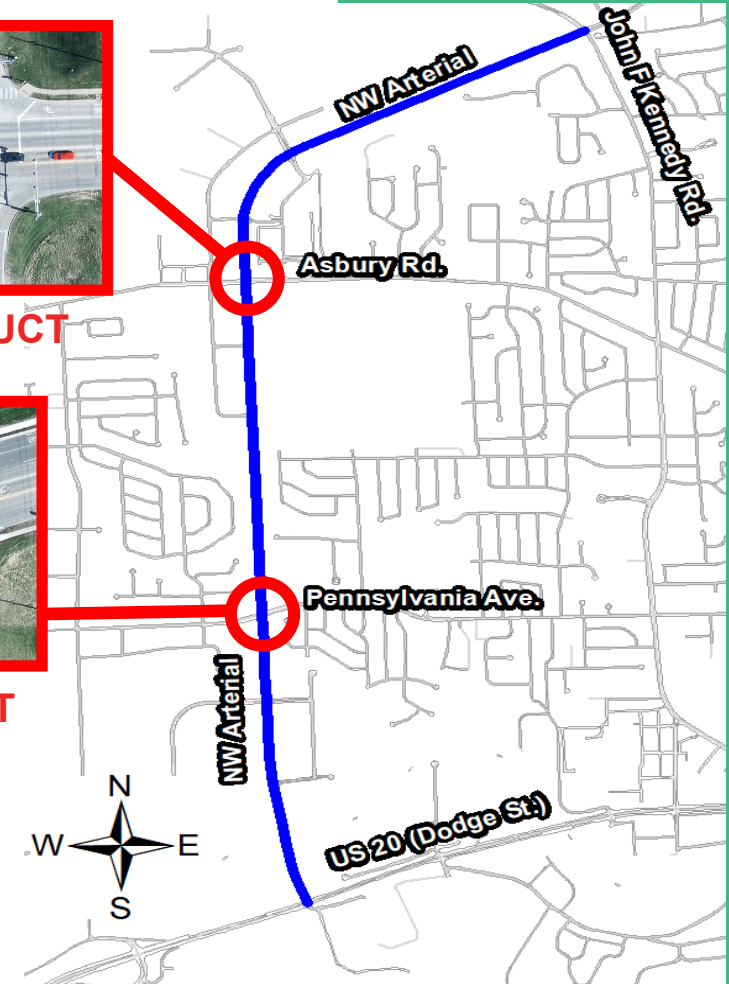 NW Arterial
John F Kennedy Rd.
Asbury Rd.
UCT
Pennsylvania Ave.
NW Arterial
T
US 20 (Dodge St.)
N
W E
S